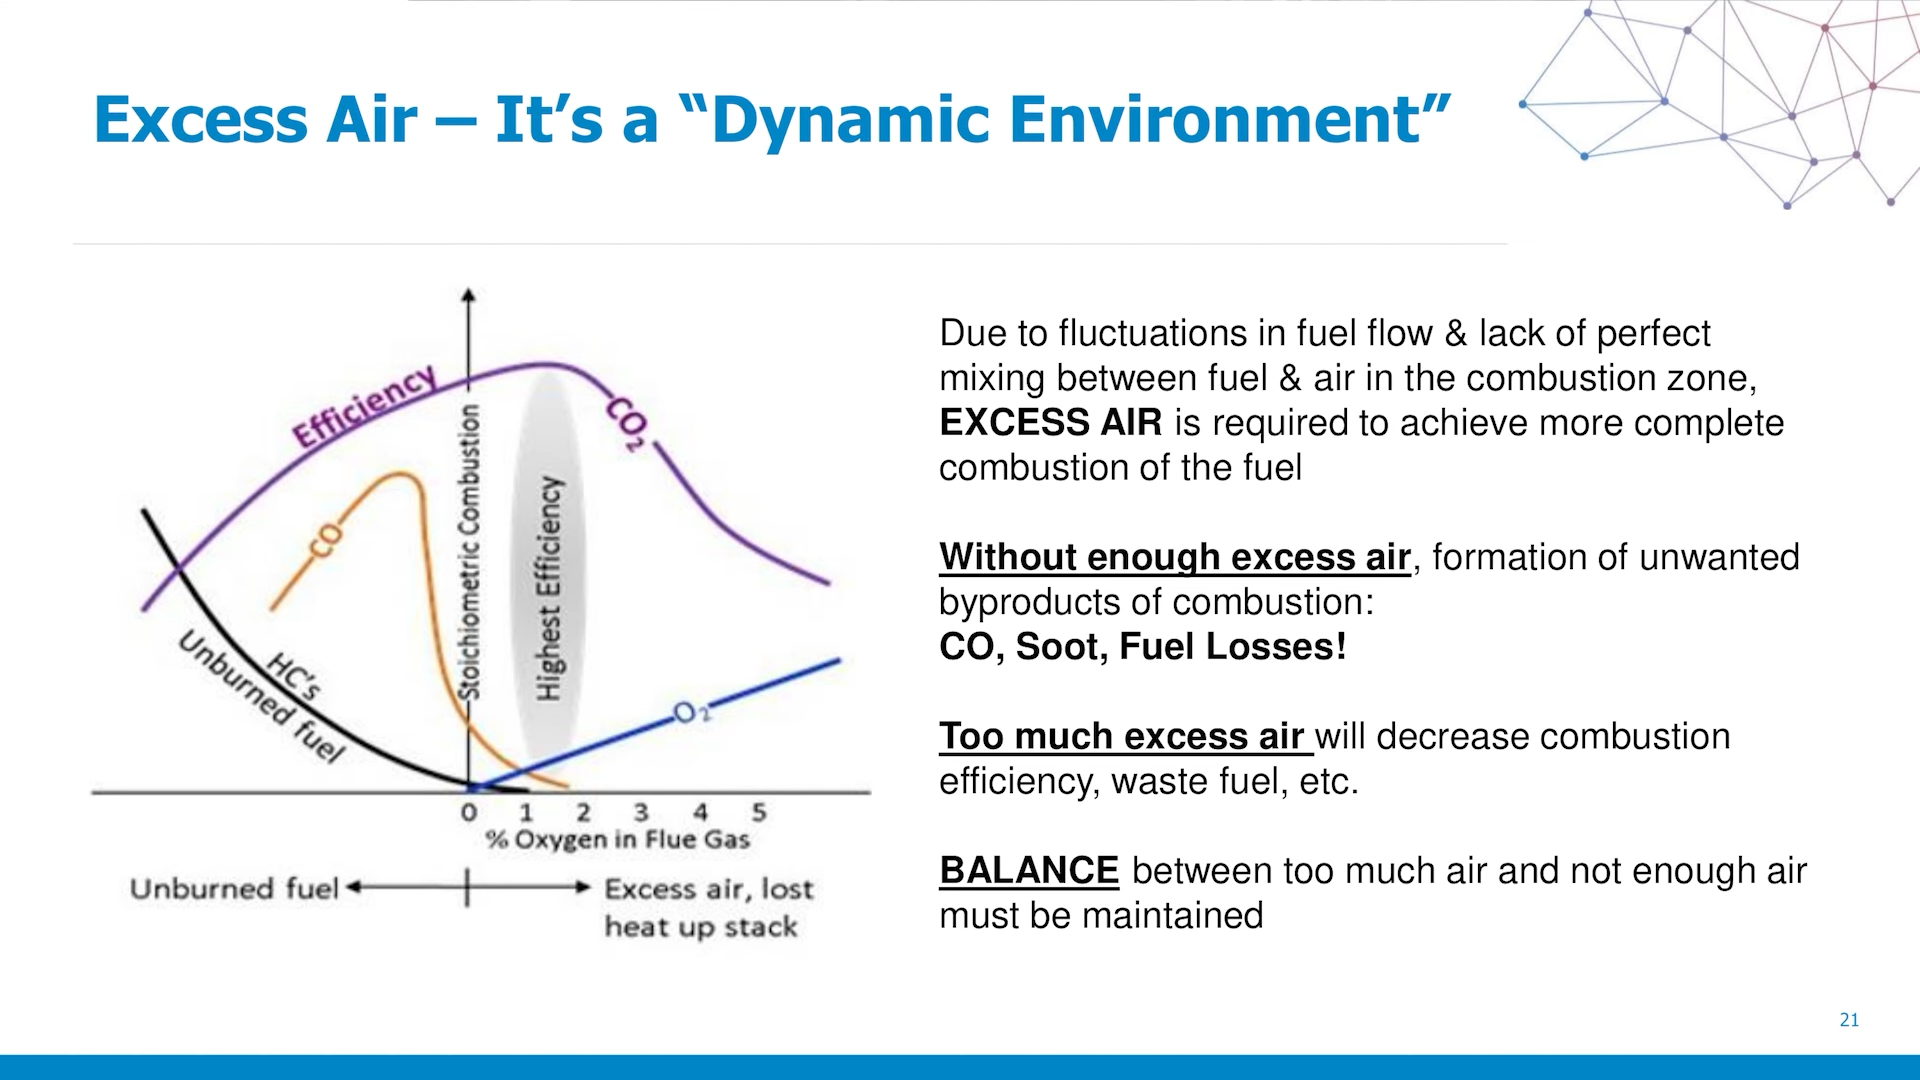 Excess Air – It’s a “Dynamic Environment”
Efficiency
CO₂
CO
Stoichiometric Combustion
Highest Efficiency
HC's
Unburned fuel
O₂
0 1 2 3 4 5
% Oxygen in Flue Gas
Unburned fuel
Excess air, lost
heat up stack
Due to fluctuations in fuel flow & lack of perfect
mixing between fuel & air in the combustion zone,
EXCESS AIR is required to achieve more complete
combustion of the fuel
Without enough excess air, formation of unwanted
byproducts of combustion:
CO, Soot, Fuel Losses!
Too much excess air will decrease combustion
efficiency, waste fuel, etc.
BALANCE between too much air and not enough air
must be maintained
21